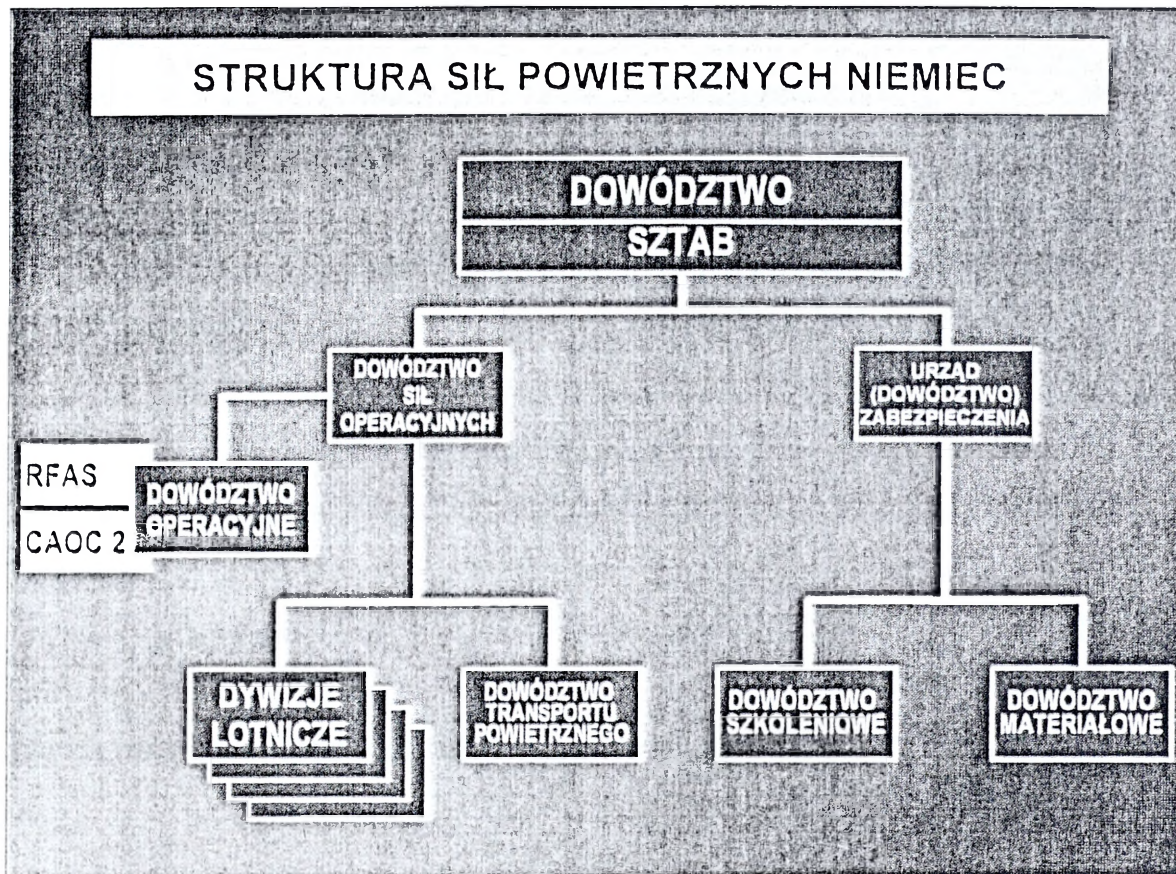 STRUKTURA SIŁ POWIETRZNYCH NIEMIEC
DOWÓDZTWO
SZTAB
DOWÓDZTWO
SIŁ
OPERACYJNYCH
URZĄD
(DOWÓDZTWO)
ZABEZPIECZENIA
RFAS
CAOC 2
DOWÓDZTWO
OPERACYJNE
DYWIZJE
LOTNICZE
DOWÓDZTWO
TRANSPORTU
POWIETRZNEGO
DOWÓDZTWO
SZKOLENIOWE
DOWÓDZTWO
MATERIAŁOWE